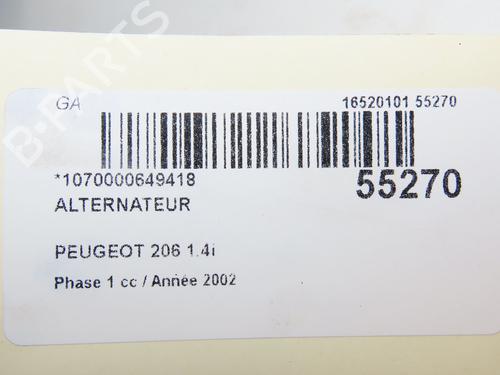 B-PARTS
GA 16520101 55270
*1070000649418
55270
ALTERNATEUR
PEUGEOT 206 1.4i
Phase 1 cc / Année 2002